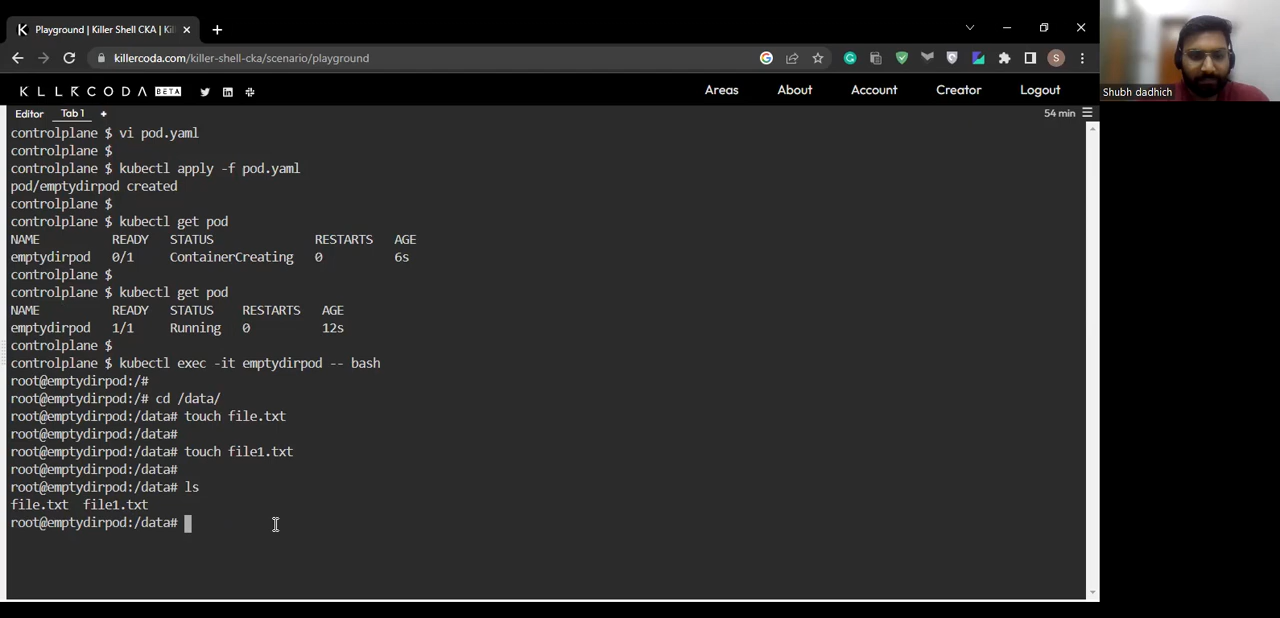 Playground | Killer Shell CKA | Kil
killercoda.com/killer-shell-cka/scenario/playground
S
Shubh dadhich
KLLRCODA BETA
Areas About Account Creator Logout
Editor Tab 1 +
54 min
controlplane $ vi pod.yaml
controlplane $
controlplane $ kubectl apply -f pod.yaml
pod/emptydirpod created
controlplane $
controlplane $ kubectl get pod
NAME READY STATUS RESTARTS AGE
emptydirpod 0/1 ContainerCreating 0 6s
controlplane $
controlplane $ kubectl get pod
NAME READY STATUS RESTARTS AGE
emptydirpod 1/1 Running 0 12s
controlplane $
controlplane $ kubectl exec -it emptydirpod -- bash
root@emptydirpod:/#
root@emptydirpod:/# cd /data/
root@emptydirpod:/data# touch file.txt
root@emptydirpod:/data#
root@emptydirpod:/data# touch file1.txt
root@emptydirpod:/data#
root@emptydirpod:/data# ls
file.txt file1.txt
root@emptydirpod:/data#